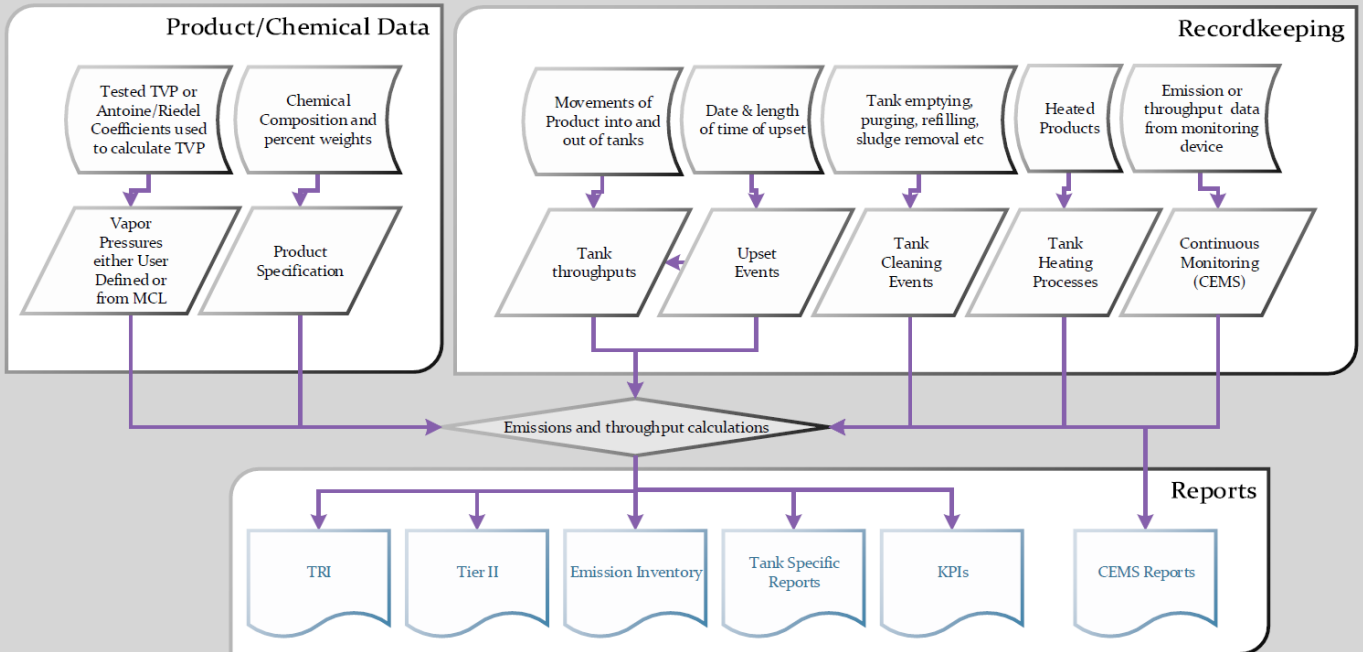 Product/Chemical Data
Tested TVP or
Antoine/Riedel
Coefficients used
to calculate TVP
Chemical
Composition and
percent weights
Vapor
Pressures
either User
Defined or
from MCL
Product
Specification
Recordkeeping
Movements of
Product into and
out of tanks
Date & length
of time of upset
Tank emptying,
purging, refilling,
sludge removal etc
Heated
Products
Emission or
throughput data
from monitoring
device
Tank
throughputs
Upset
Events
Tank
Cleaning
Events
Tank
Heating
Processes
Continuous
Monitoring
(CEMS)
Emissions and throughput calculations
Reports
TRI
Tier II
Emission Inventory
Tank Specific
Reports
KPIs
CEMS Reports